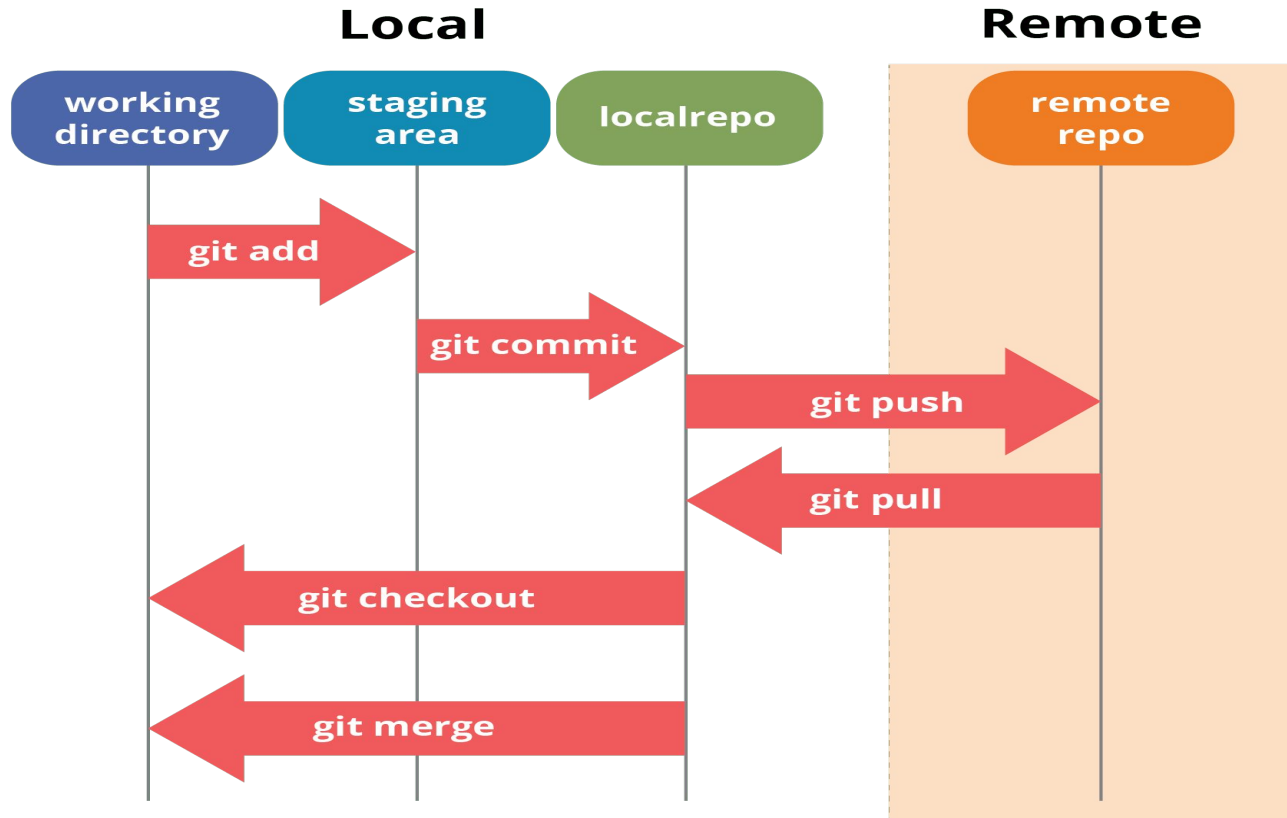 Local
Remote
working
directory
staging
area
localrepo
remote
repo
git add
git commit
git push
git pull
git checkout
git merge